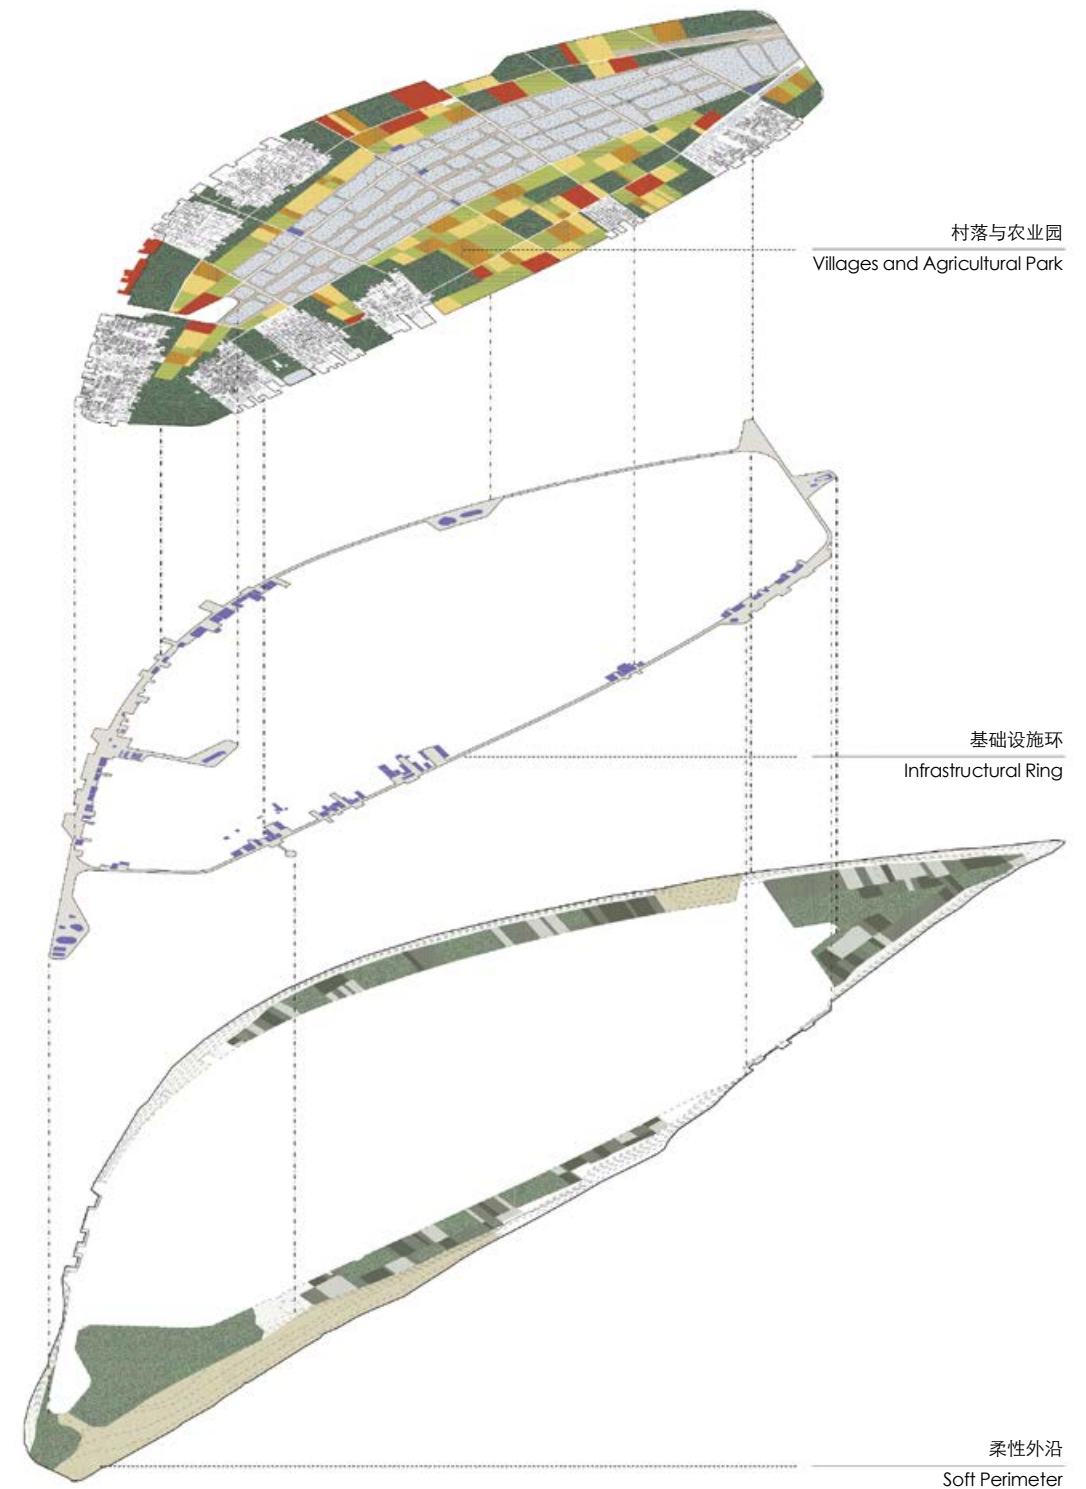 村落与农业园
Villages and Agricultural Park
基础设施环
Infrastructural Ring
柔性外沿
Soft Perimeter